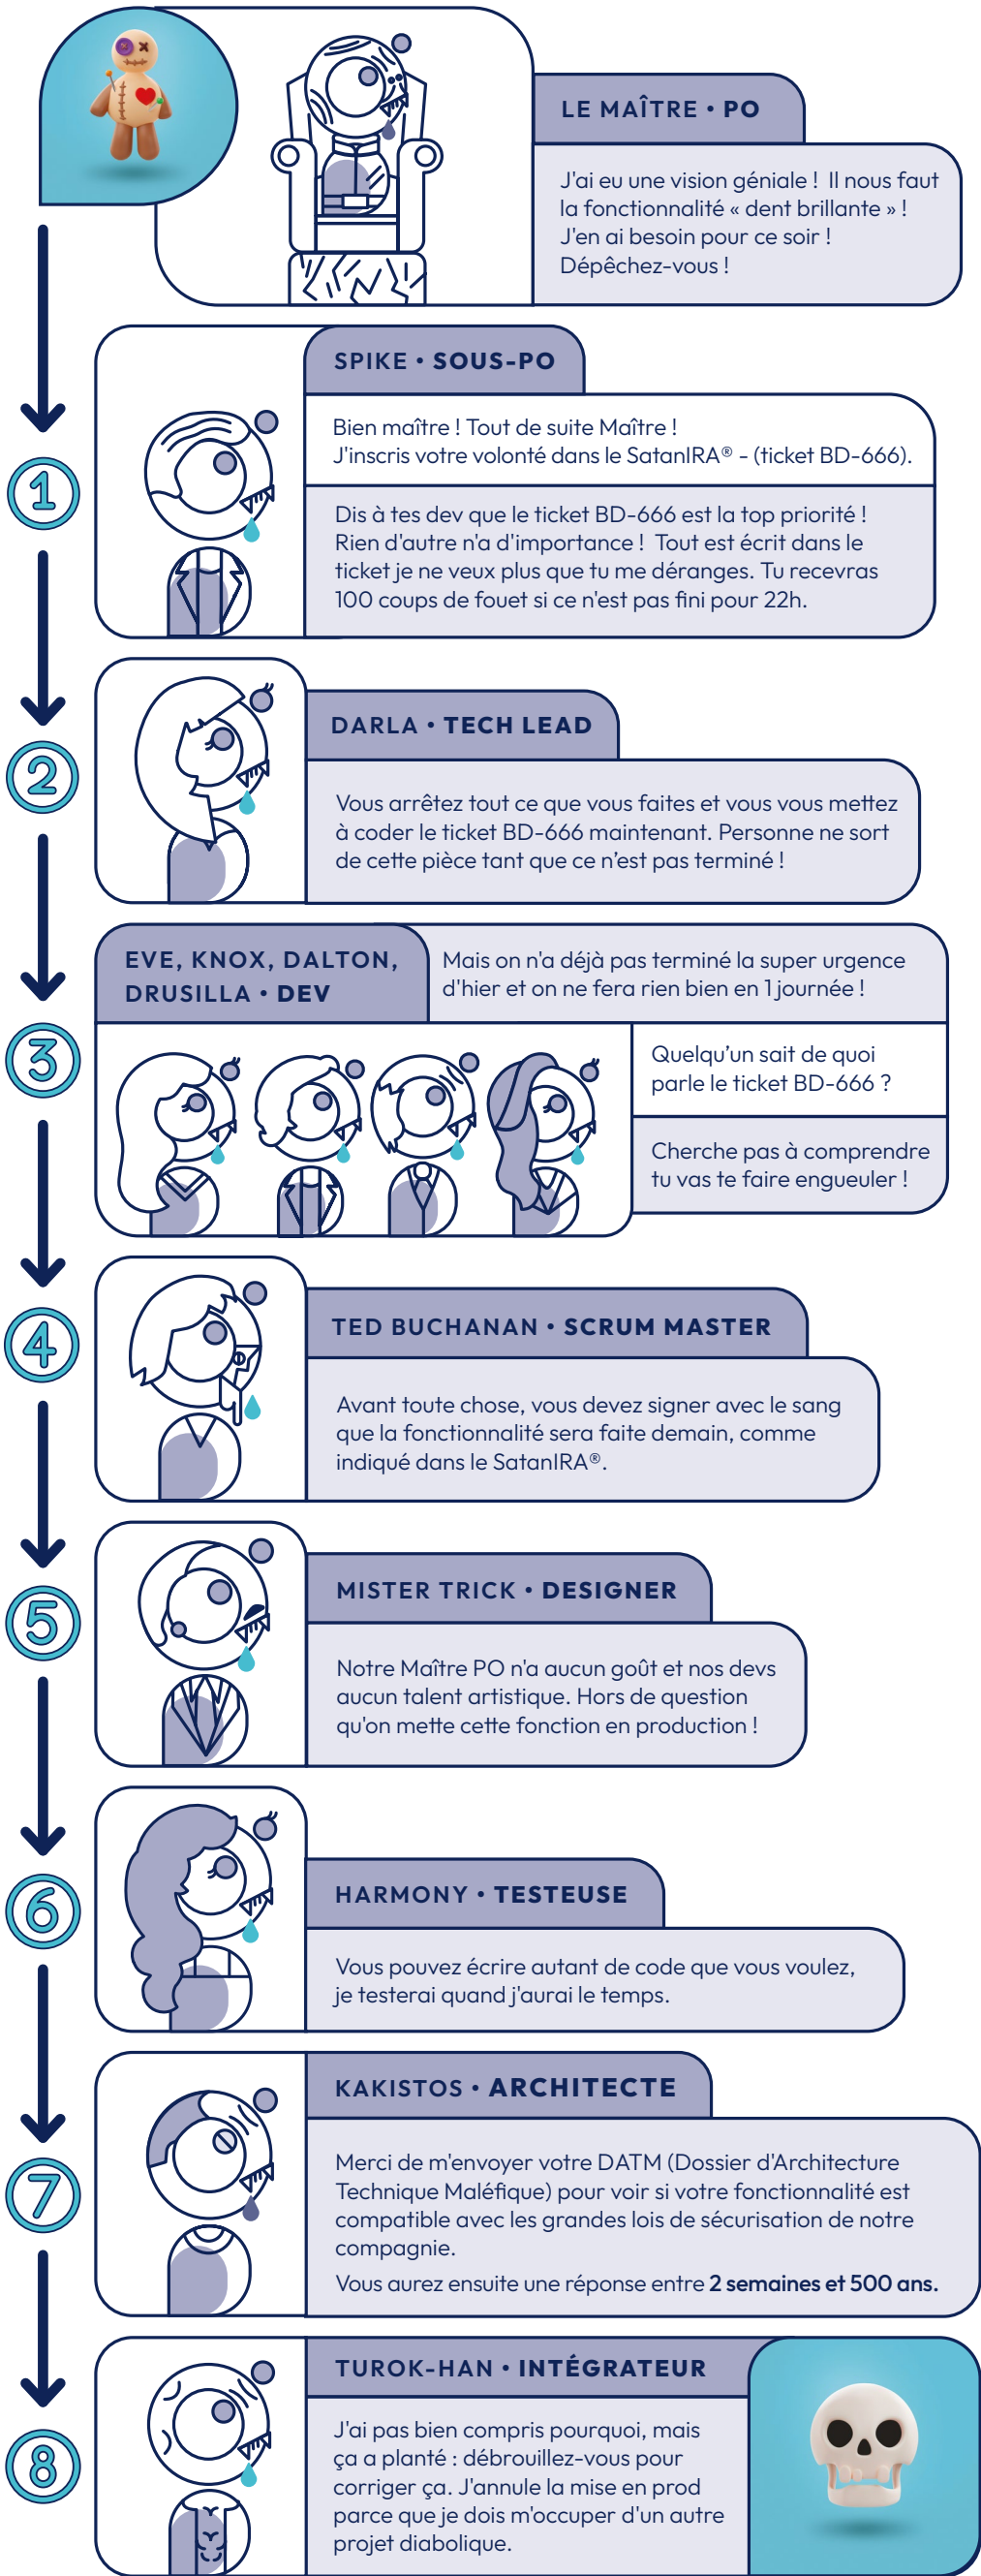 LE MAÎTRE • PO
J'ai eu une vision géniale ! Il nous faut
la fonctionnalité « dent brillante » !
J'en ai besoin pour ce soir !
Dépêchez-vous !
SPIKE • SOUS-PO
Bien maître ! Tout de suite Maître !
J'inscris votre volonté dans le SatanIRA® - (ticket BD-666).
1
Dis à tes dev que le ticket BD-666 est la top priorité !
Rien d'autre n'a d'importance ! Tout est écrit dans le
ticket je ne veux plus que tu me déranges. Tu recevras
100 coups de fouet si ce n'est pas fini pour 22h.
DARLA • TECH LEAD
2
Vous arrêtez tout ce que vous faites et vous vous mettez
à coder le ticket BD-666 maintenant. Personne ne sort
de cette pièce tant que ce n’est pas terminé !
EVE, KNOX, DALTON,
DRUSILLA • DEV
Mais on n'a déjà pas terminé la super urgence
d'hier et on ne fera rien bien en 1 journée !
3
Quelqu’un sait de quoi
parle le ticket BD-666 ?
Cherche pas à comprendre
tu vas te faire engueuler !
4
TED BUCHANAN • SCRUM MASTER
Avant toute chose, vous devez signer avec le sang
que la fonctionnalité sera faite demain, comme
indiqué dans le SatanIRA®.
5
MISTER TRICK • DESIGNER
Notre Maître PO n'a aucun goût et nos devs
aucun talent artistique. Hors de question
qu'on mette cette fonction en production !
6
HARMONY • TESTEUSE
Vous pouvez écrire autant de code que vous voulez,
je testerai quand j'aurai le temps.
7
KAKISTOS • ARCHITECTE
Merci de m'envoyer votre DATM (Dossier d'Architecture
Technique Maléfique) pour voir si votre fonctionnalité est
compatible avec les grandes lois de sécurisation de notre
compagnie.
Vous aurez ensuite une réponse entre 2 semaines et 500 ans.
8
TUROK-HAN • INTÉGRATEUR
J'ai pas bien compris pourquoi, mais
ça a planté : débrouillez-vous pour
corriger ça. J'annule la mise en prod
parce que je dois m'occuper d'un autre
projet diabolique.